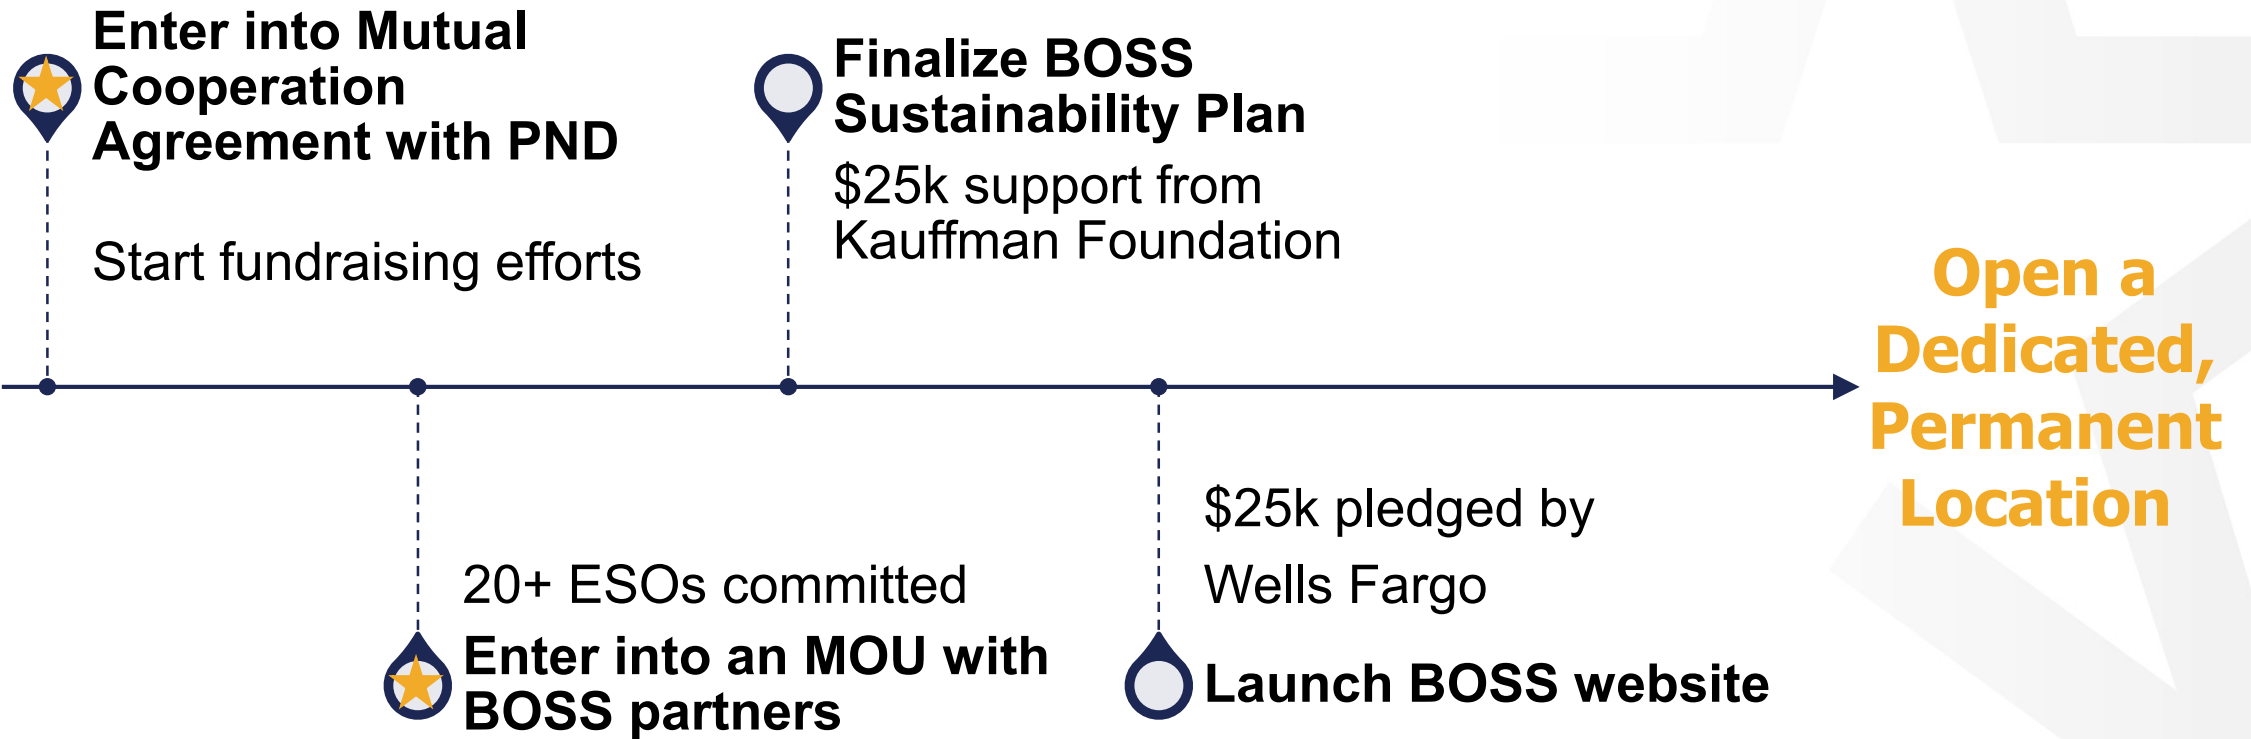 Enter into Mutual
Cooperation
Agreement with PND
Start fundraising efforts
Finalize BOSS
Sustainability Plan
$25k support from
Kauffman Foundation
20+ ESOs committed
Enter into an MOU with
BOSS partners
$25k pledged by
Wells Fargo
Launch BOSS website
Open a
Dedicated,
Permanent
Location